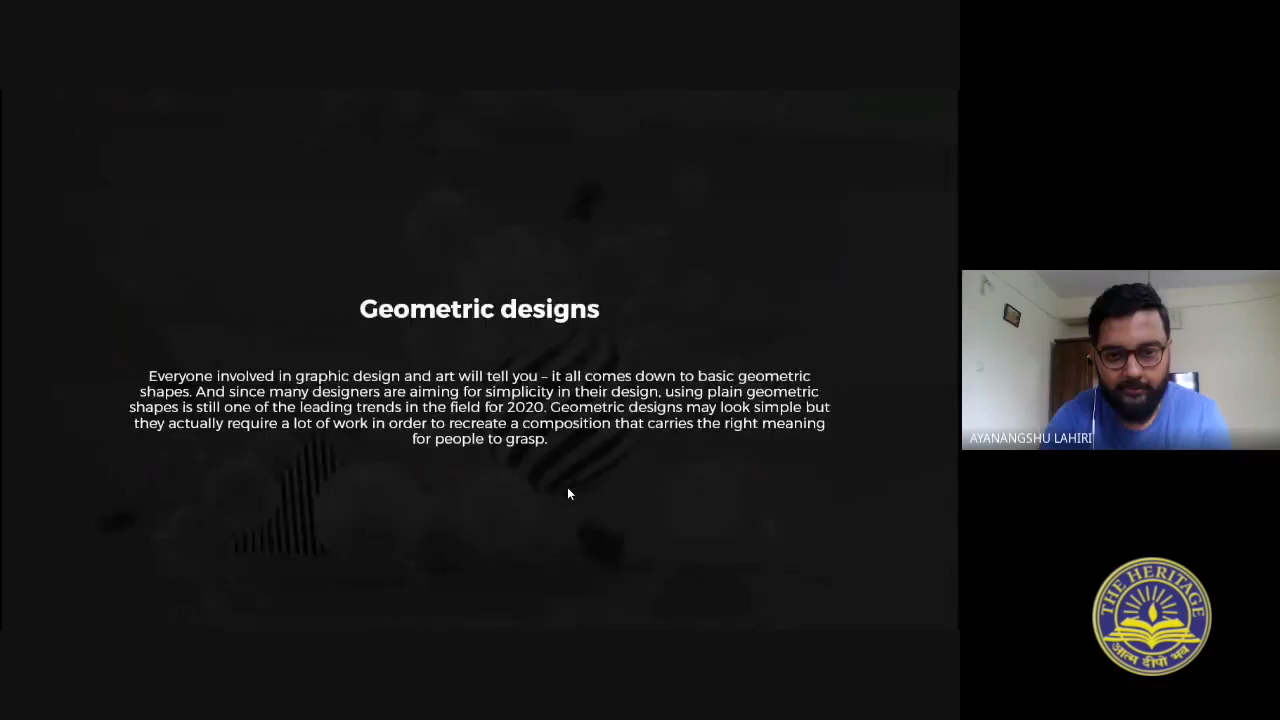 Geometric designs
Everyone involved in graphic design and art will tell you – it all comes down to basic geometric
shapes. And since many designers are aiming for simplicity in their design, using plain geometric
shapes is still one of the leading trends in the field for 2020. Geometric designs may look simple but
they actually require a lot of work in order to recreate a composition that carries the right meaning
for people to grasp.
AYANANGSHU LAHIRI
THE HERITAGE
आत्म दीपो भव